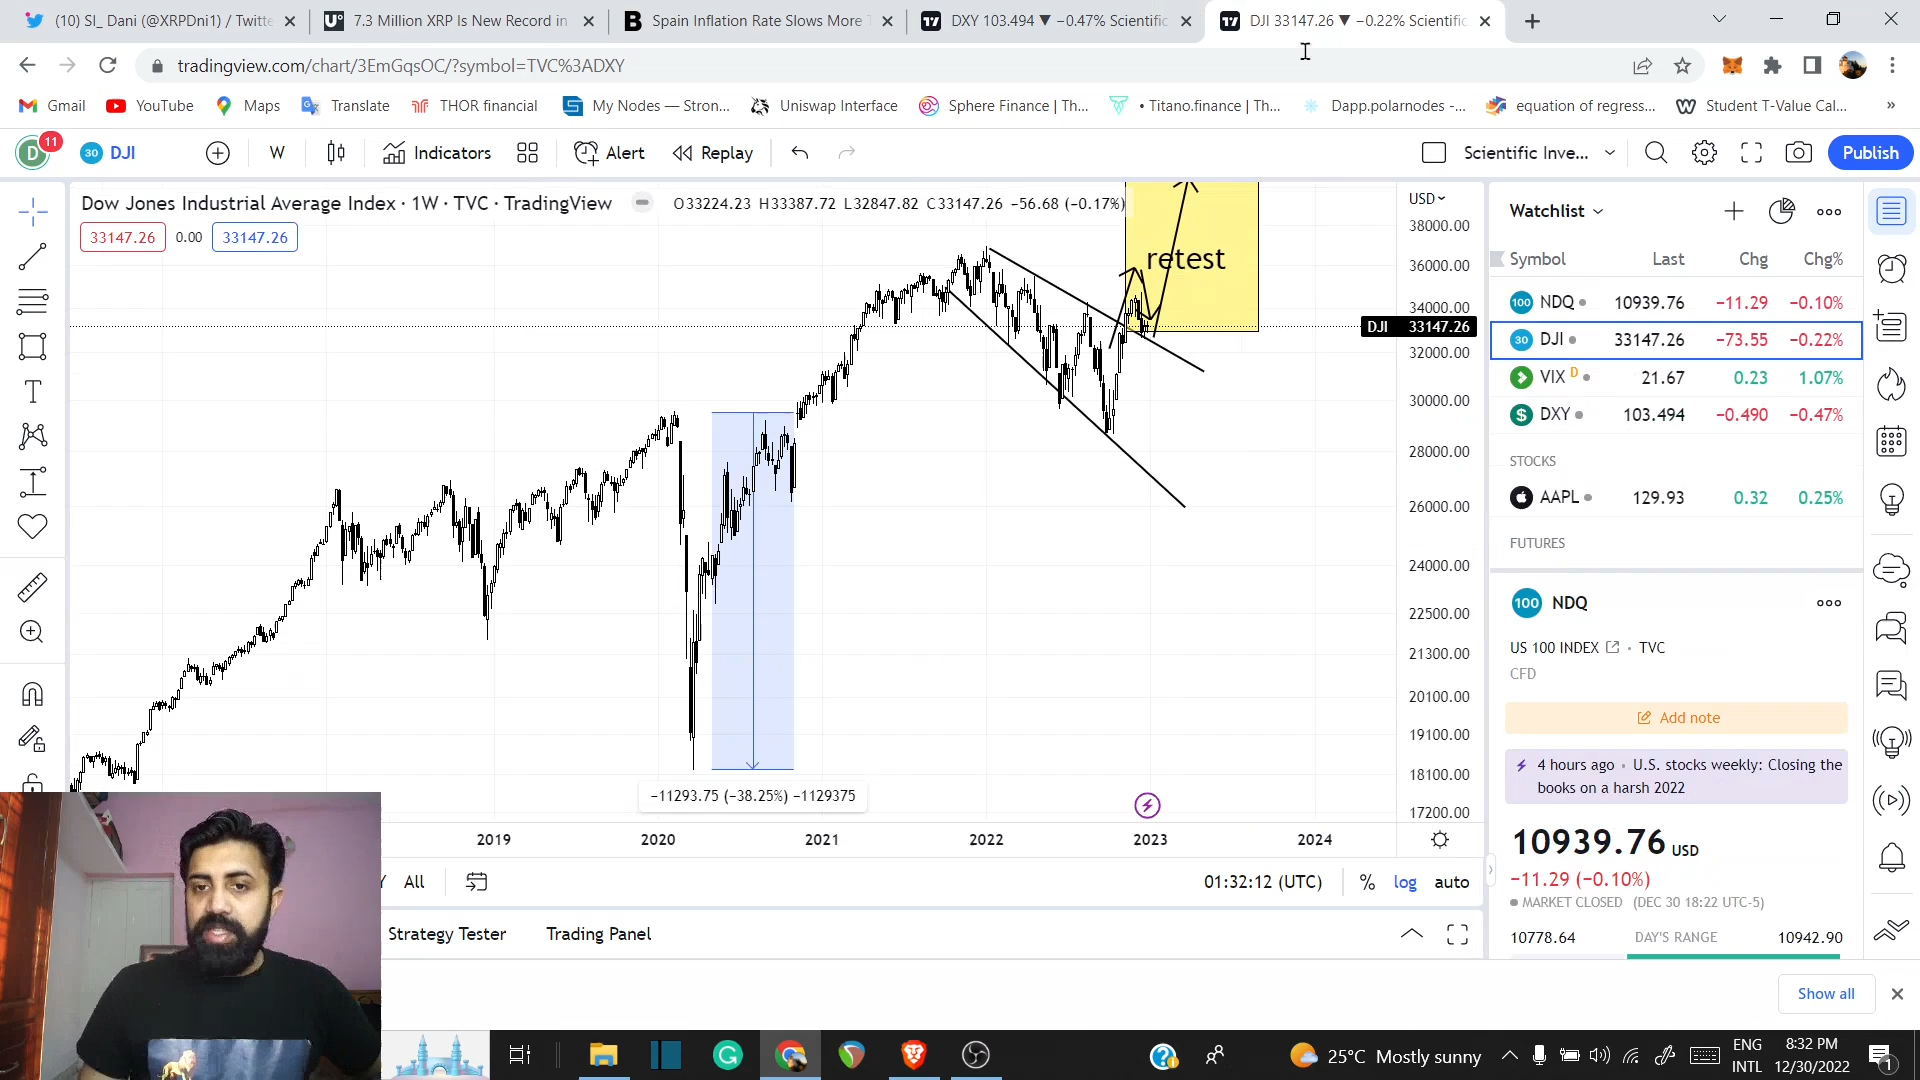 (10) SI_ Dani (@XRPDni1) / Twitte
7.3 Million XRP Is New Record in
Spain Inflation Rate Slows More T
DXY 103.494 ▼ −0.47% Scientific
DJI 33147.26 ▼ −0.22% Scientific
tradingview.com/chart/3EmGqsOC/?symbol=TVC%3ADXY
Gmail YouTube Maps Translate THOR financial My Nodes — Stron... Uniswap Interface Sphere Finance | Th... • Titano.finance | Th... Dapp.polarnodes -... equation of regress... Student T-Value Cal... »
D 11 30 DJI W Indicators Alert Replay Scientific Inve... Publish
Dow Jones Industrial Average Index · 1W · TVC · TradingView O33224.23 H33387.72 L32847.82 C33147.26 −56.68 (−0.17%)
33147.26 0.00 33147.26
retest
USD
38000.00
36000.00
34000.00
DJI 33147.26
32000.00
30000.00
28000.00
26000.00
24000.00
22500.00
21300.00
20100.00
19100.00
18100.00
17200.00
−11293.75 (−38.25%) −1129375
2019 2020 2021 2022 2023 2024
All 01:32:12 (UTC) % log auto
Strategy Tester Trading Panel
Watchlist
Symbol Last Chg Chg%
100 NDQ 10939.76 −11.29 −0.10%
30 DJI 33147.26 −73.55 −0.22%
VIX D 21.67 0.23 1.07%
$ DXY 103.494 −0.490 −0.47%
STOCKS
AAPL 129.93 0.32 0.25%
FUTURES
100 NDQ
US 100 INDEX · TVC
CFD
Add note
4 hours ago · U.S. stocks weekly: Closing the
books on a harsh 2022
10939.76 USD
−11.29 (−0.10%)
MARKET CLOSED (DEC 30 18:22 UTC-5)
10778.64 DAY'S RANGE 10942.90
Show all
25°C Mostly sunny
ENG
INTL
8:32 PM
12/30/2022
1